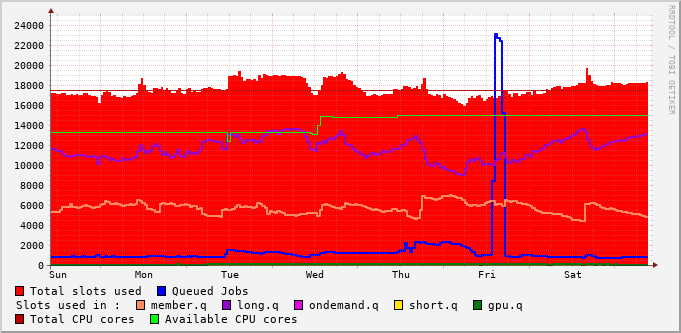 RRDTOOL / TOBI OETIKER
24000
22000
20000
18000
16000
14000
12000
10000
8000
6000
4000
2000
0
Sun Mon Tue Wed Thu Fri Sat
Total slots used Queued Jobs
Slots used in : member.q long.q ondemand.q short.q gpu.q
Total CPU cores Available CPU cores